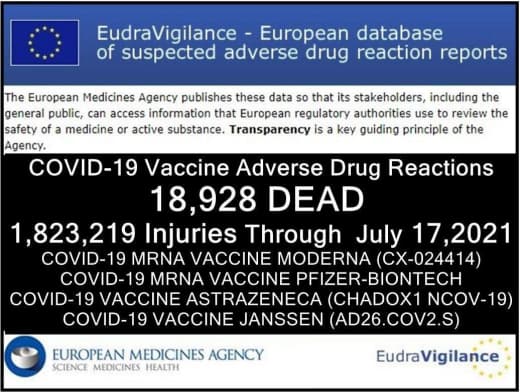 EudraVigilance - European database
of suspected adverse drug reaction reports
The European Medicines Agency publishes these data so that its stakeholders, including the
general public, can access information that European regulatory authorities use to review the
safety of a medicine or active substance. Transparency is a key guiding principle of the
Agency.
COVID-19 Vaccine Adverse Drug Reactions
18,928 DEAD
1,823,219 Injuries Through July 17,2021
COVID-19 MRNA VACCINE MODERNA (CX-024414)
COVID-19 MRNA VACCINE PFIZER-BIONTECH
COVID-19 VACCINE ASTRAZENECA (CHADOX1 NCOV-19)
COVID-19 VACCINE JANSSEN (AD26.COV2.S)
EUROPEAN MEDICINES AGENCY
SCIENCE MEDICINES HEALTH
EudraVigilance